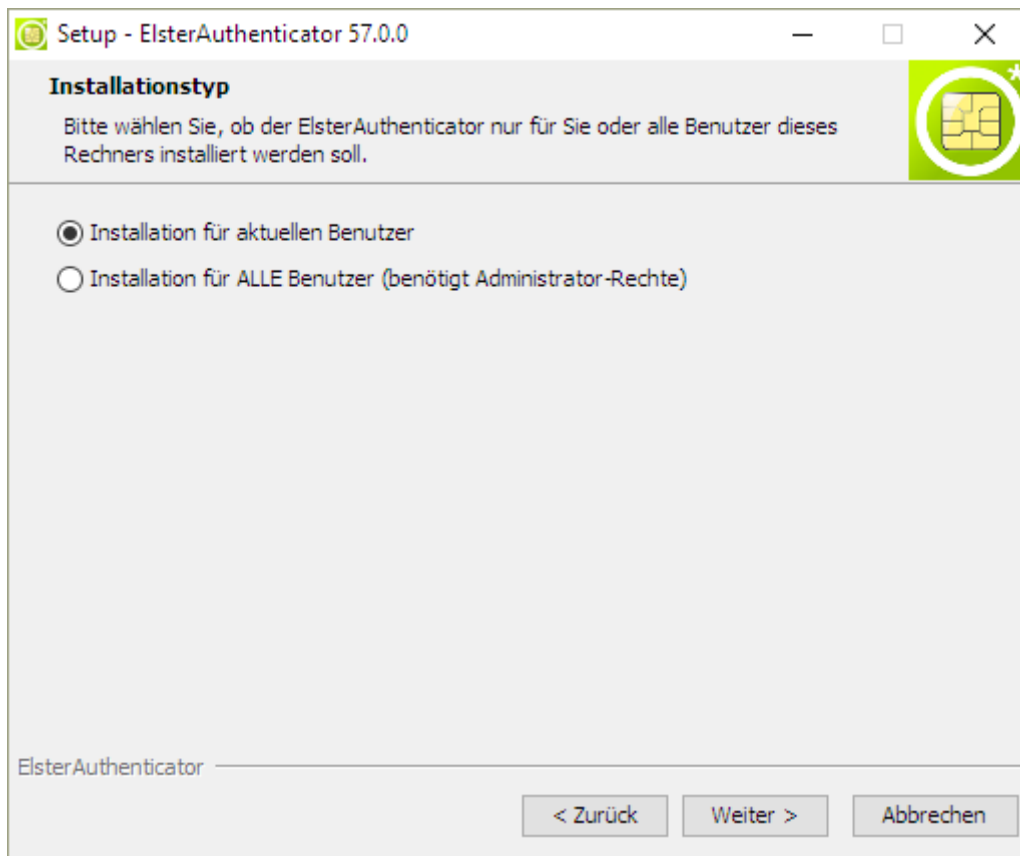 Setup - ElsterAuthenticator 57.0.0
Installationstyp
Bitte wählen Sie, ob der ElsterAuthenticator nur für Sie oder alle Benutzer dieses
Rechners installiert werden soll.
Installation für aktuellen Benutzer
Installation für ALLE Benutzer (benötigt Administrator-Rechte)
ElsterAuthenticator
< Zurück Weiter > Abbrechen